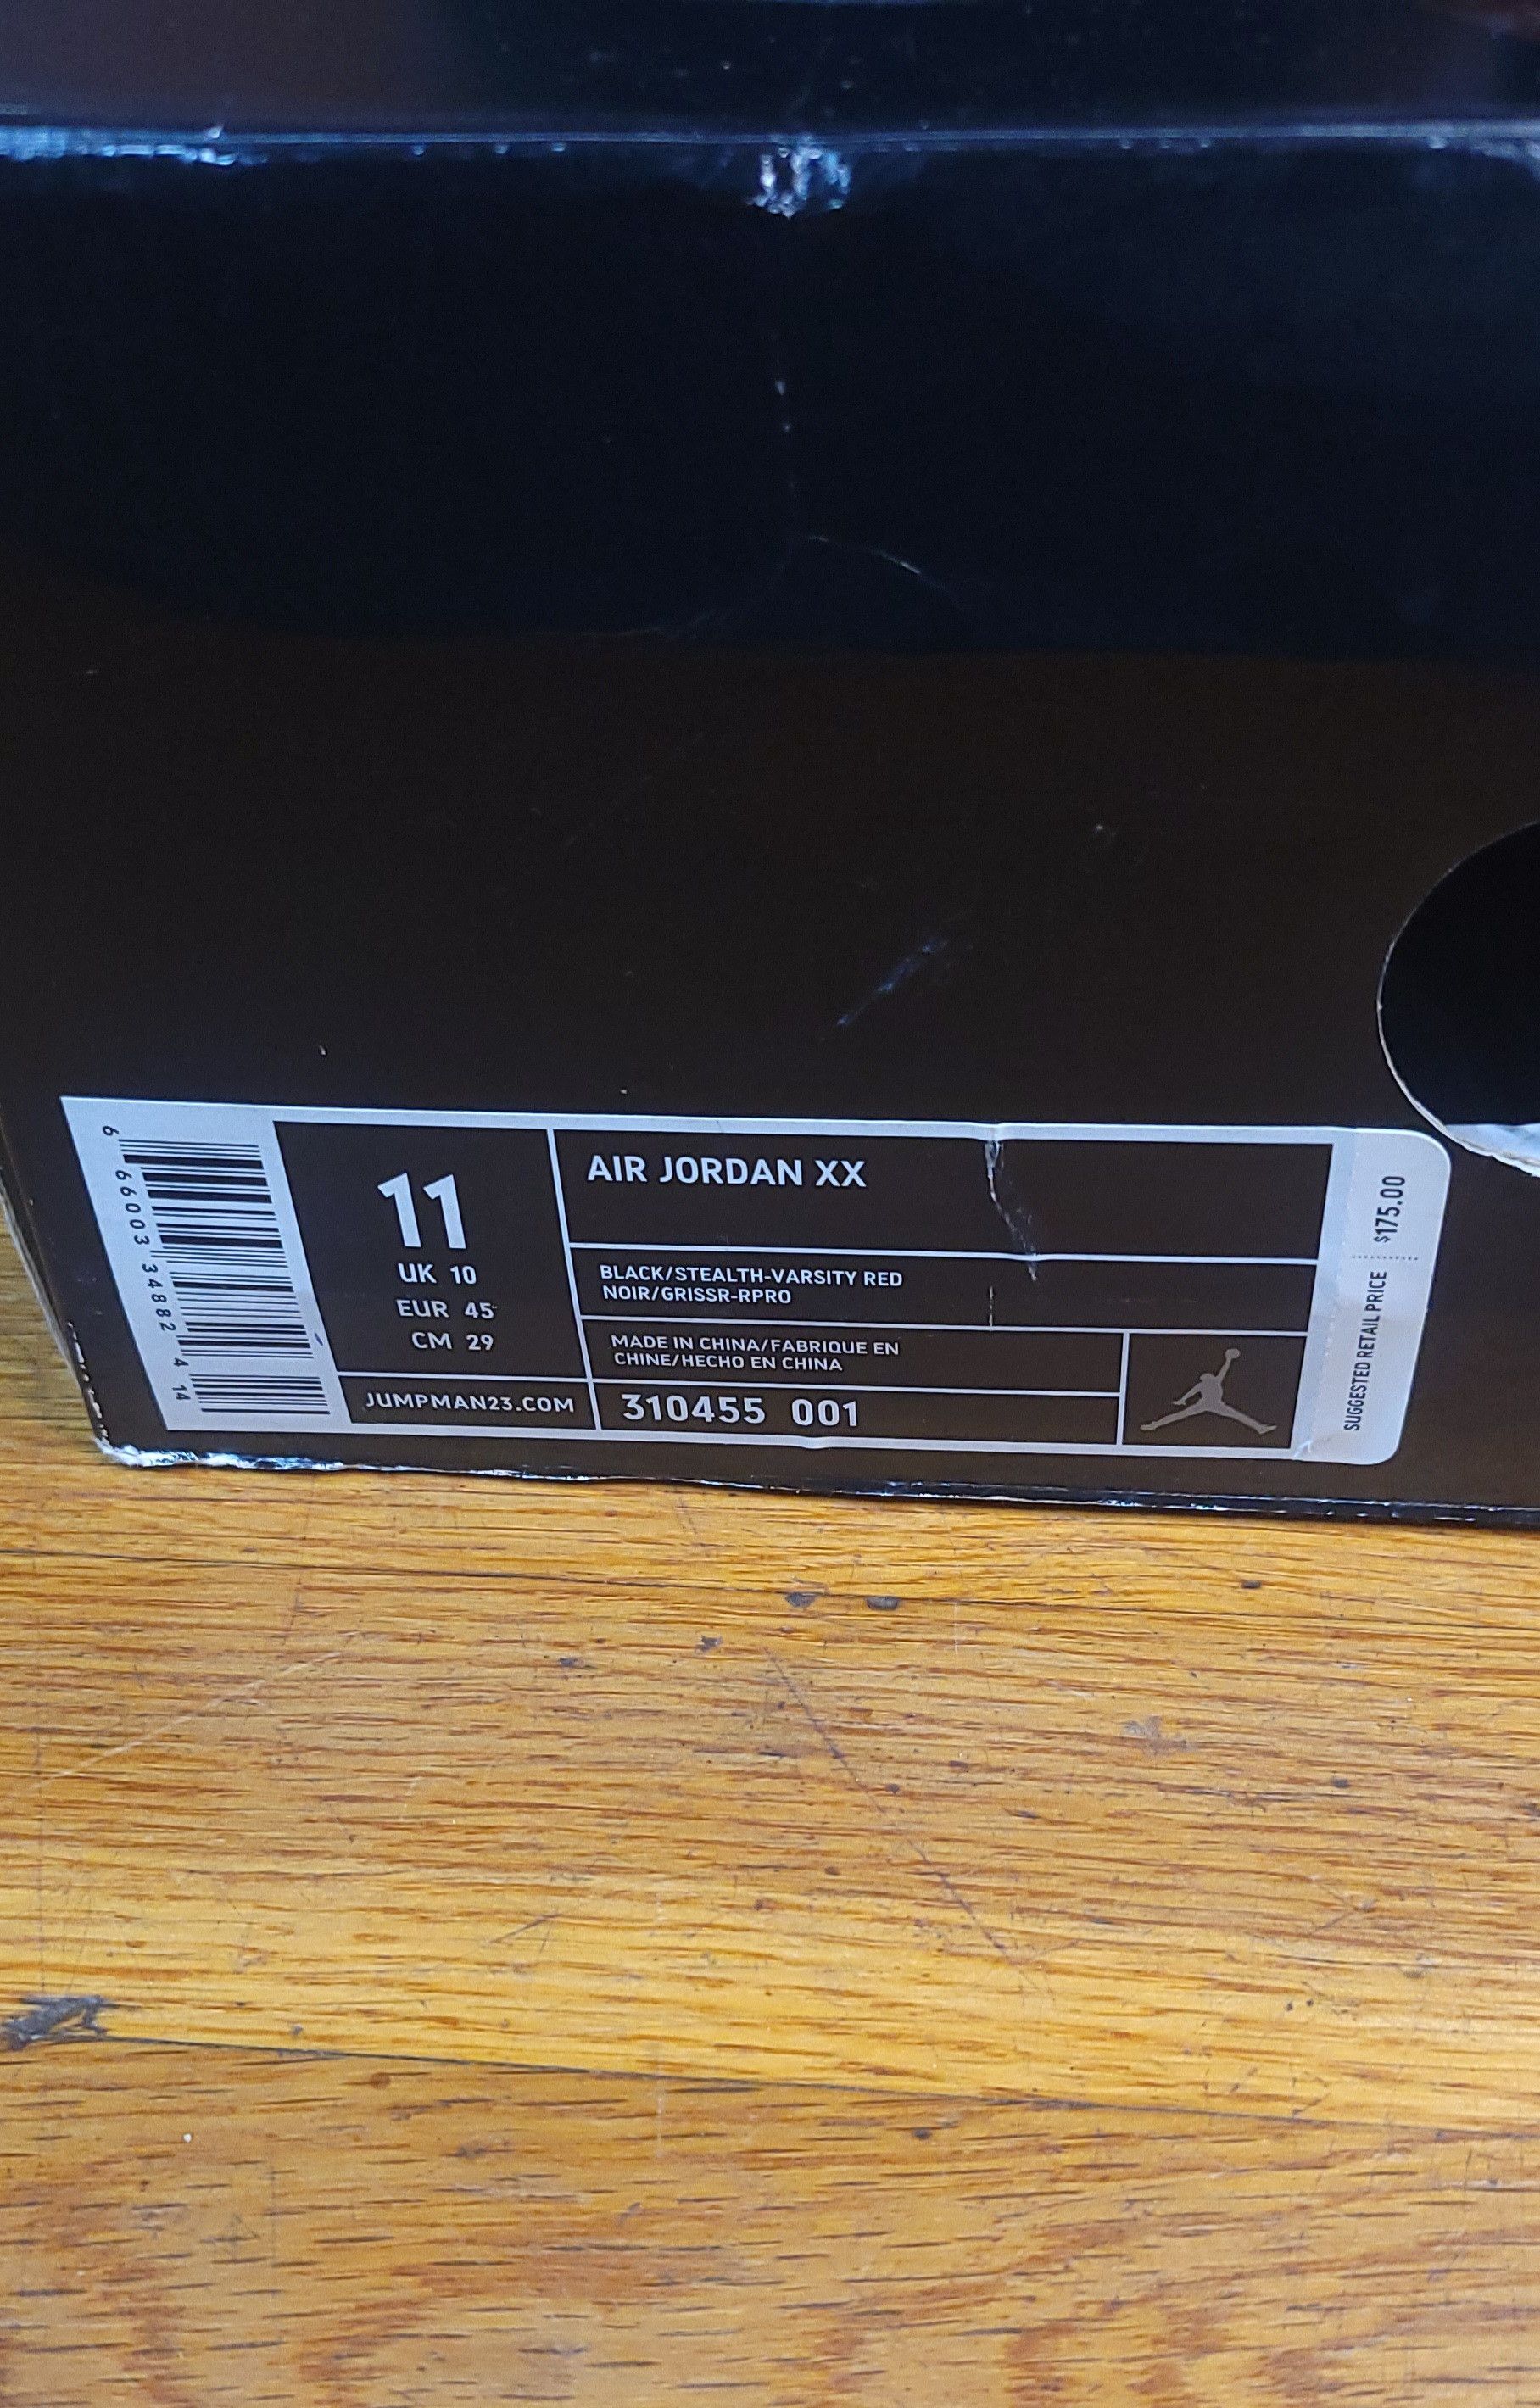 6 66003 34882 4 14
11
UK 10
EUR 45
CM 29
JUMPMAN23.COM
AIR JORDAN XX
BLACK/STEALTH-VARSITY RED
NOIR/GRISSR-RPRO
MADE IN CHINA/FABRIQUE EN
CHINE/HECHO EN CHINA
310455 001
SUGGESTED RETAIL PRICE $175.00